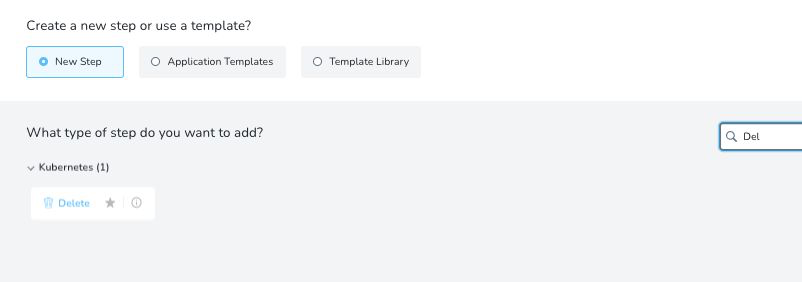 Create a new step or use a template?
New Step
Application Templates
Template Library
What type of step do you want to add?
Del
Kubernetes (1)
Delete